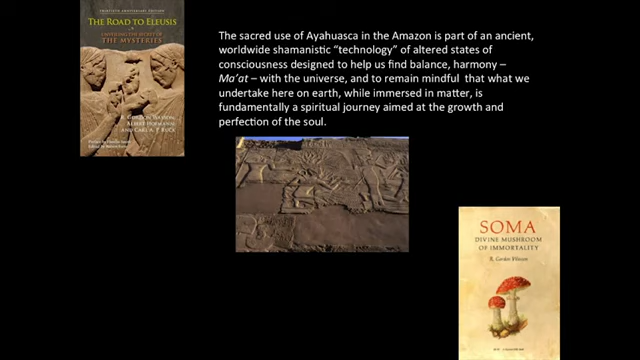 TWENTIETH ANNIVERSARY EDITION
THE ROAD TO ELEUSIS
UNVEILING THE SECRET OF
THE MYSTERIES
R. GORDON WASSON,
ALBERT HOFMANN,
AND CARL A. P. RUCK
The sacred use of Ayahuasca in the Amazon is part of an ancient,
worldwide shamanistic “technology” of altered states of
consciousness designed to help us find balance, harmony –
Ma’at – with the universe, and to remain mindful that what we
undertake here on earth, while immersed in matter, is
fundamentally a spiritual journey aimed at the growth and
perfection of the soul.
SOMA
DIVINE MUSHROOM
OF IMMORTALITY
R. Gordon Wasson